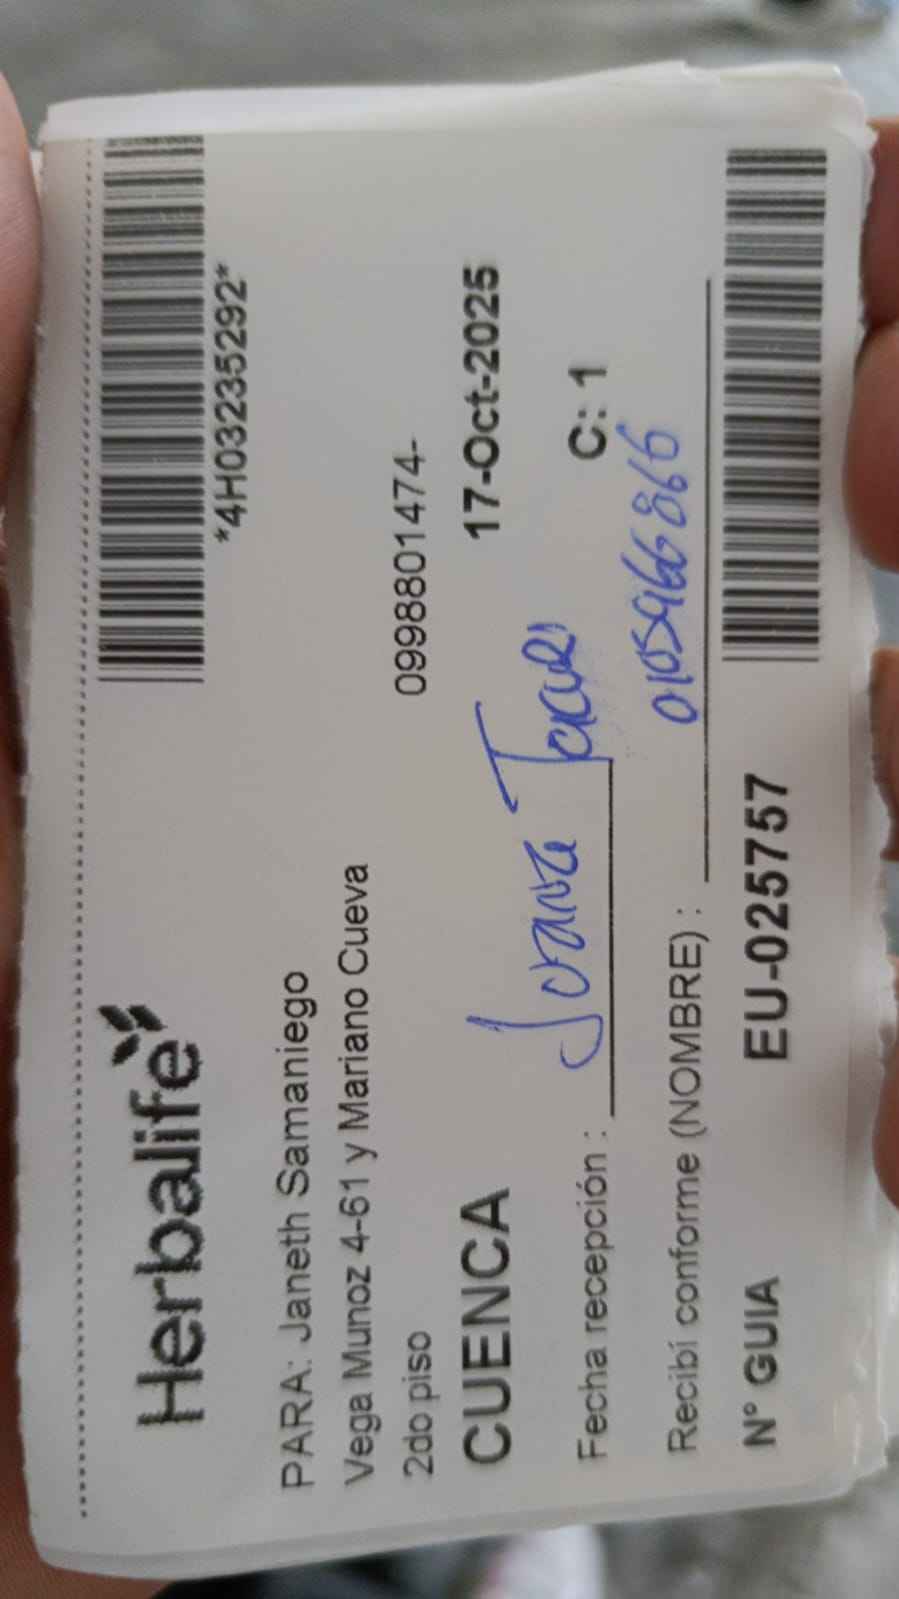 *4H03235292*
Herbalife
PARA: Janeth Samaniego
Vega Munoz 4-61 y Mariano Cueva
2do piso 0998801474-
CUENCA 17-Oct-2025
Fecha recepción : C: 1
Recibí conforme (NOMBRE) :
N° GUIA EU-025757